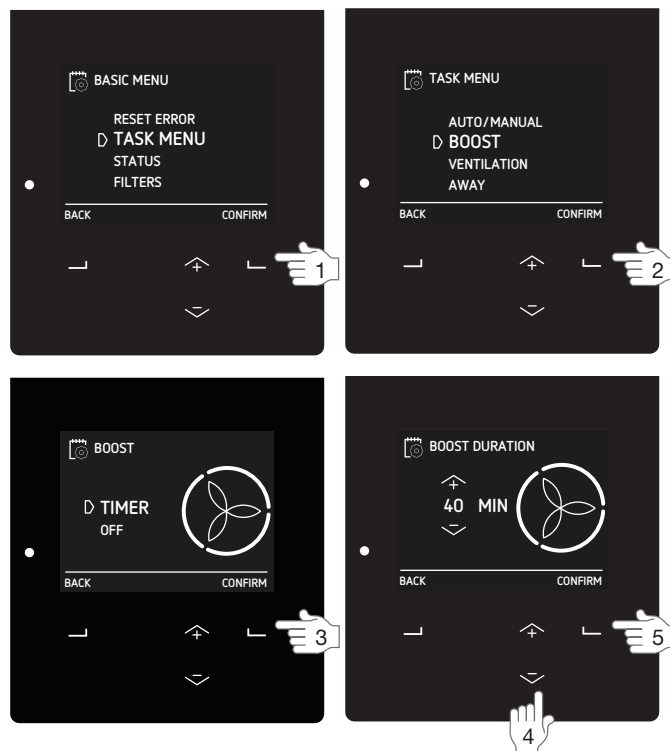 BASIC MENU
RESET ERROR
TASK MENU
STATUS
FILTERS
BACK CONFIRM
1
TASK MENU
AUTO/MANUAL
BOOST
VENTILATION
AWAY
BACK CONFIRM
2
BOOST
TIMER
OFF
BACK CONFIRM
3
BOOST DURATION
40 MIN
BACK CONFIRM
5
4